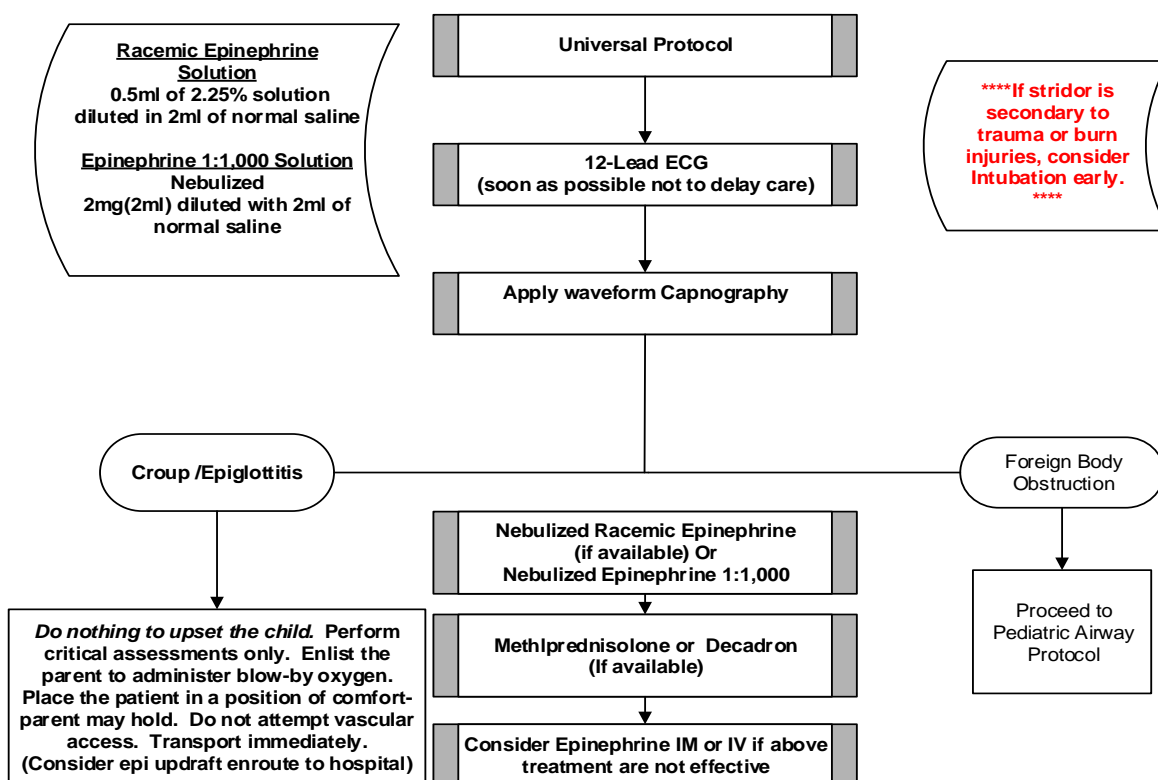 Racemic Epinephrine
Solution
0.5ml of 2.25% solution
diluted in 2ml of normal saline
Epinephrine 1:1,000 Solution
Nebulized
2mg(2ml) diluted with 2ml of
normal saline
Universal Protocol
****If stridor is
secondary to
trauma or burn
injuries, consider
Intubation early.
****
12-Lead ECG
(soon as possible not to delay care)
Apply waveform Capnography
Croup /Epiglottitis
Foreign Body
Obstruction
Nebulized Racemic Epinephrine
(if available) Or
Nebulized Epinephrine 1:1,000
Do nothing to upset the child. Perform
critical assessments only. Enlist the
parent to administer blow-by oxygen.
Place the patient in a position of comfort-
parent may hold. Do not attempt vascular
access. Transport immediately.
(Consider epi updraft enroute to hospital)
Methlprednisolone or Decadron
(If available)
Consider Epinephrine IM or IV if above
treatment are not effective
Proceed to
Pediatric Airway
Protocol